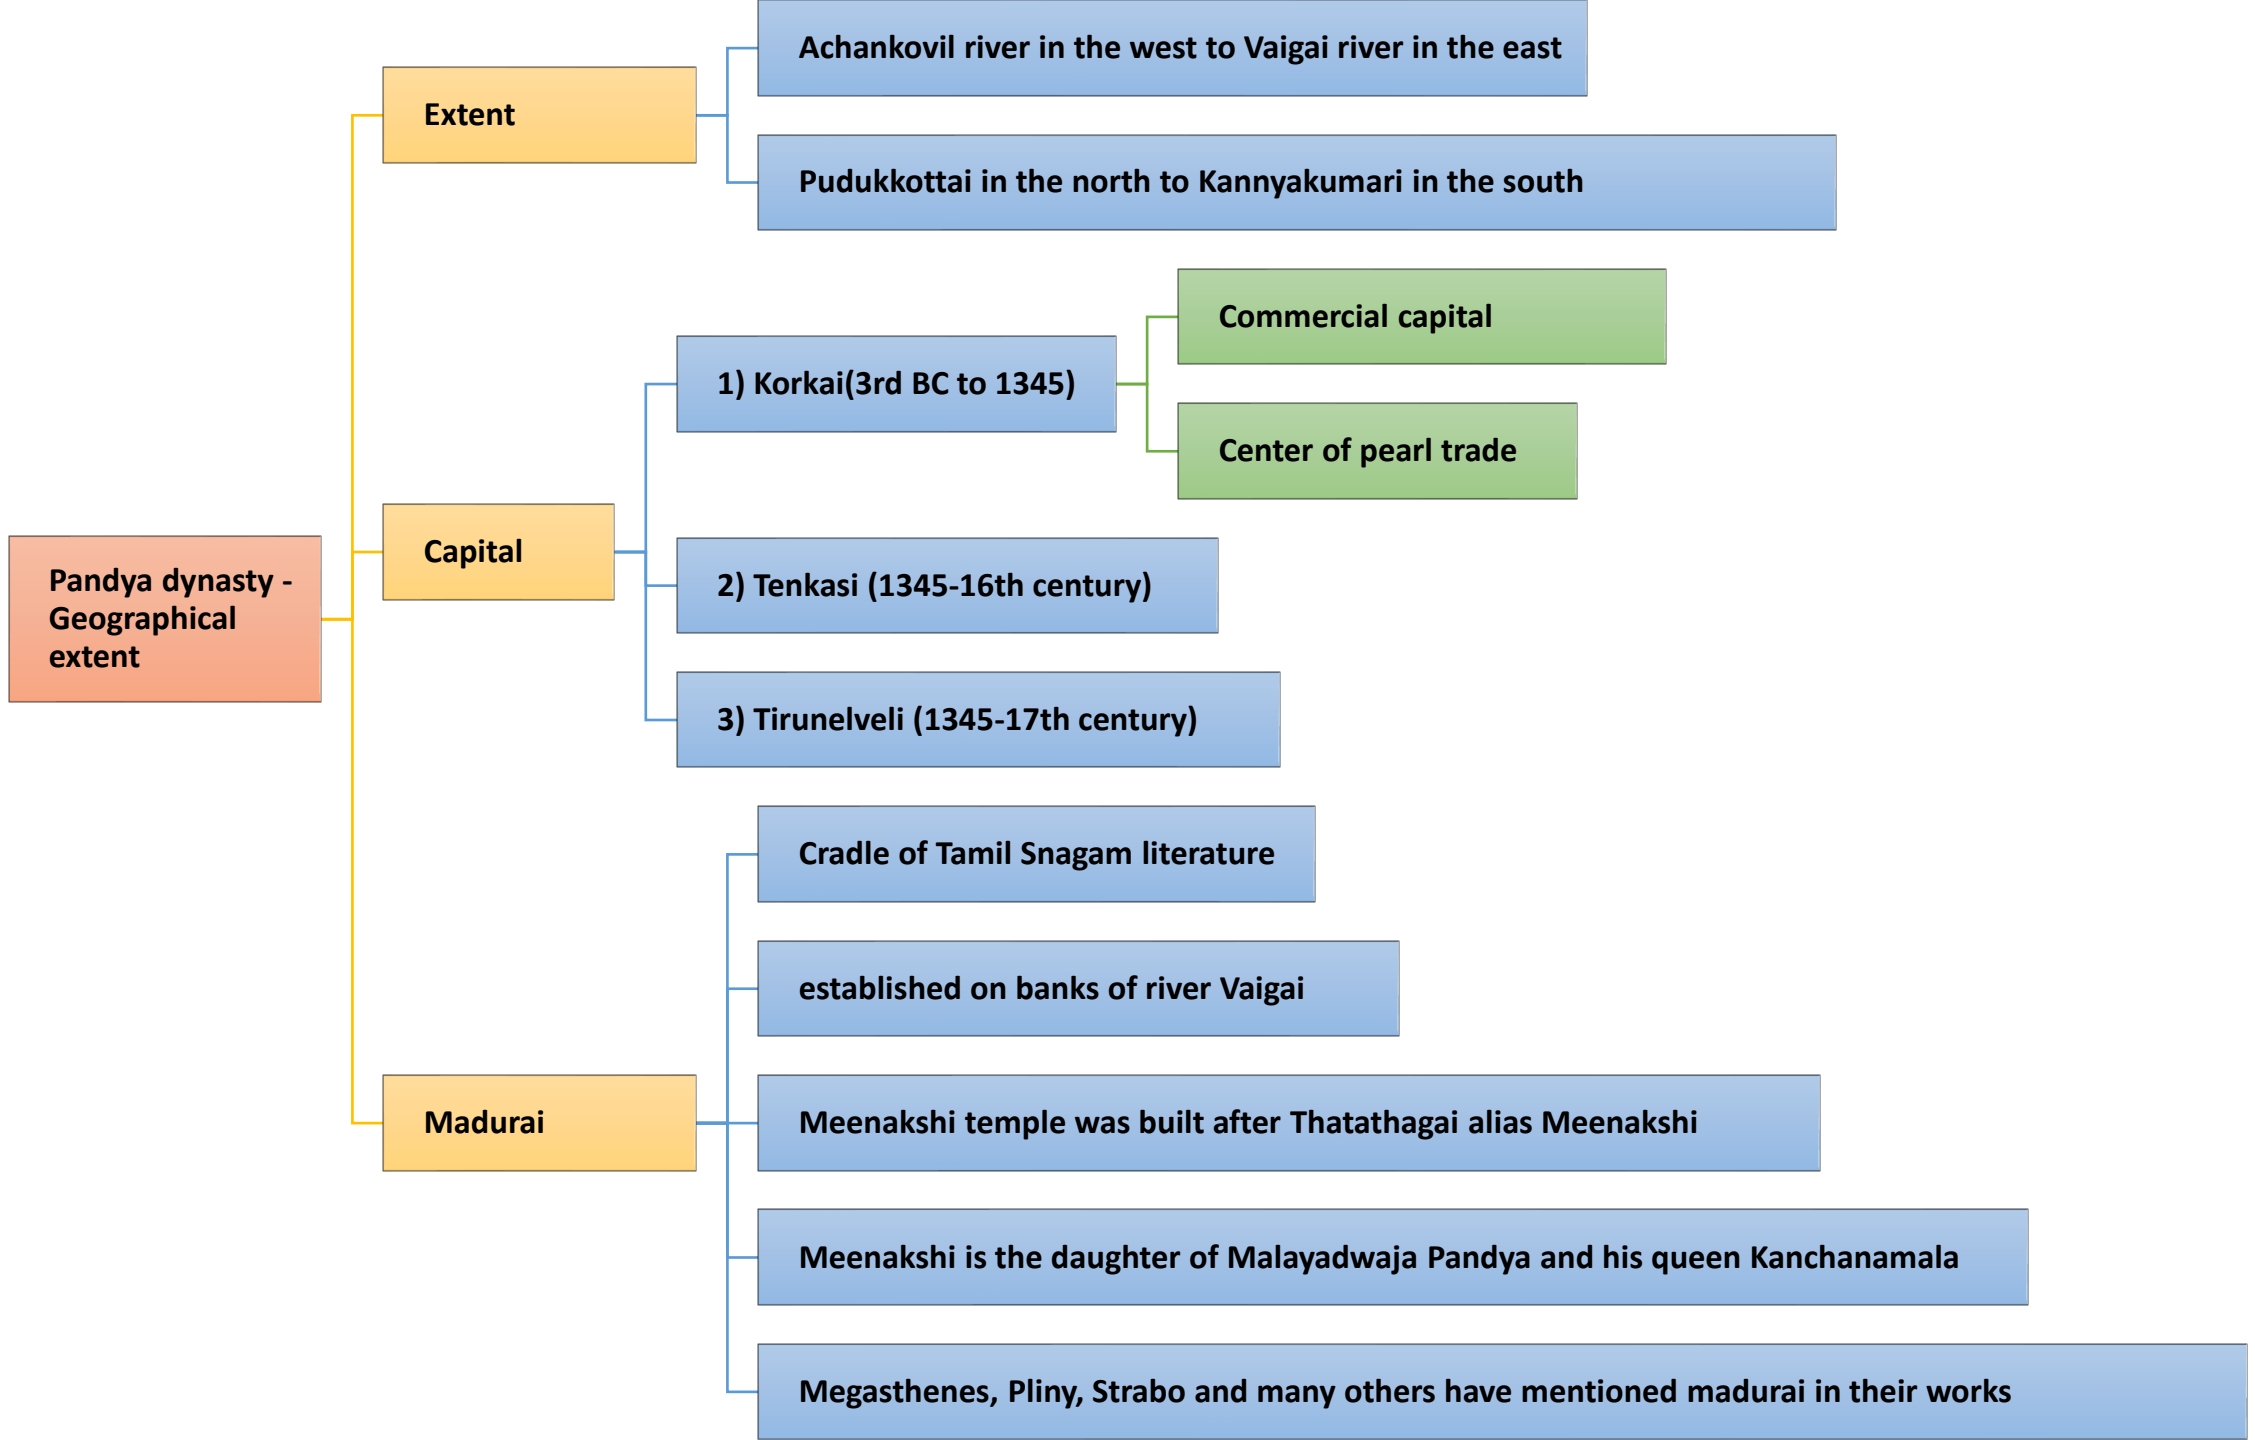 Pandya dynasty -
Geographical
extent
Extent
Achankovil river in the west to Vaigai river in the east
Pudukkottai in the north to Kannyakumari in the south
Capital
1) Korkai(3rd BC to 1345)
Commercial capital
Center of pearl trade
2) Tenkasi (1345-16th century)
3) Tirunelveli (1345-17th century)
Madurai
Cradle of Tamil Snagam literature
established on banks of river Vaigai
Meenakshi temple was built after Thatathagai alias Meenakshi
Meenakshi is the daughter of Malayadwaja Pandya and his queen Kanchanamala
Megasthenes, Pliny, Strabo and many others have mentioned madurai in their works